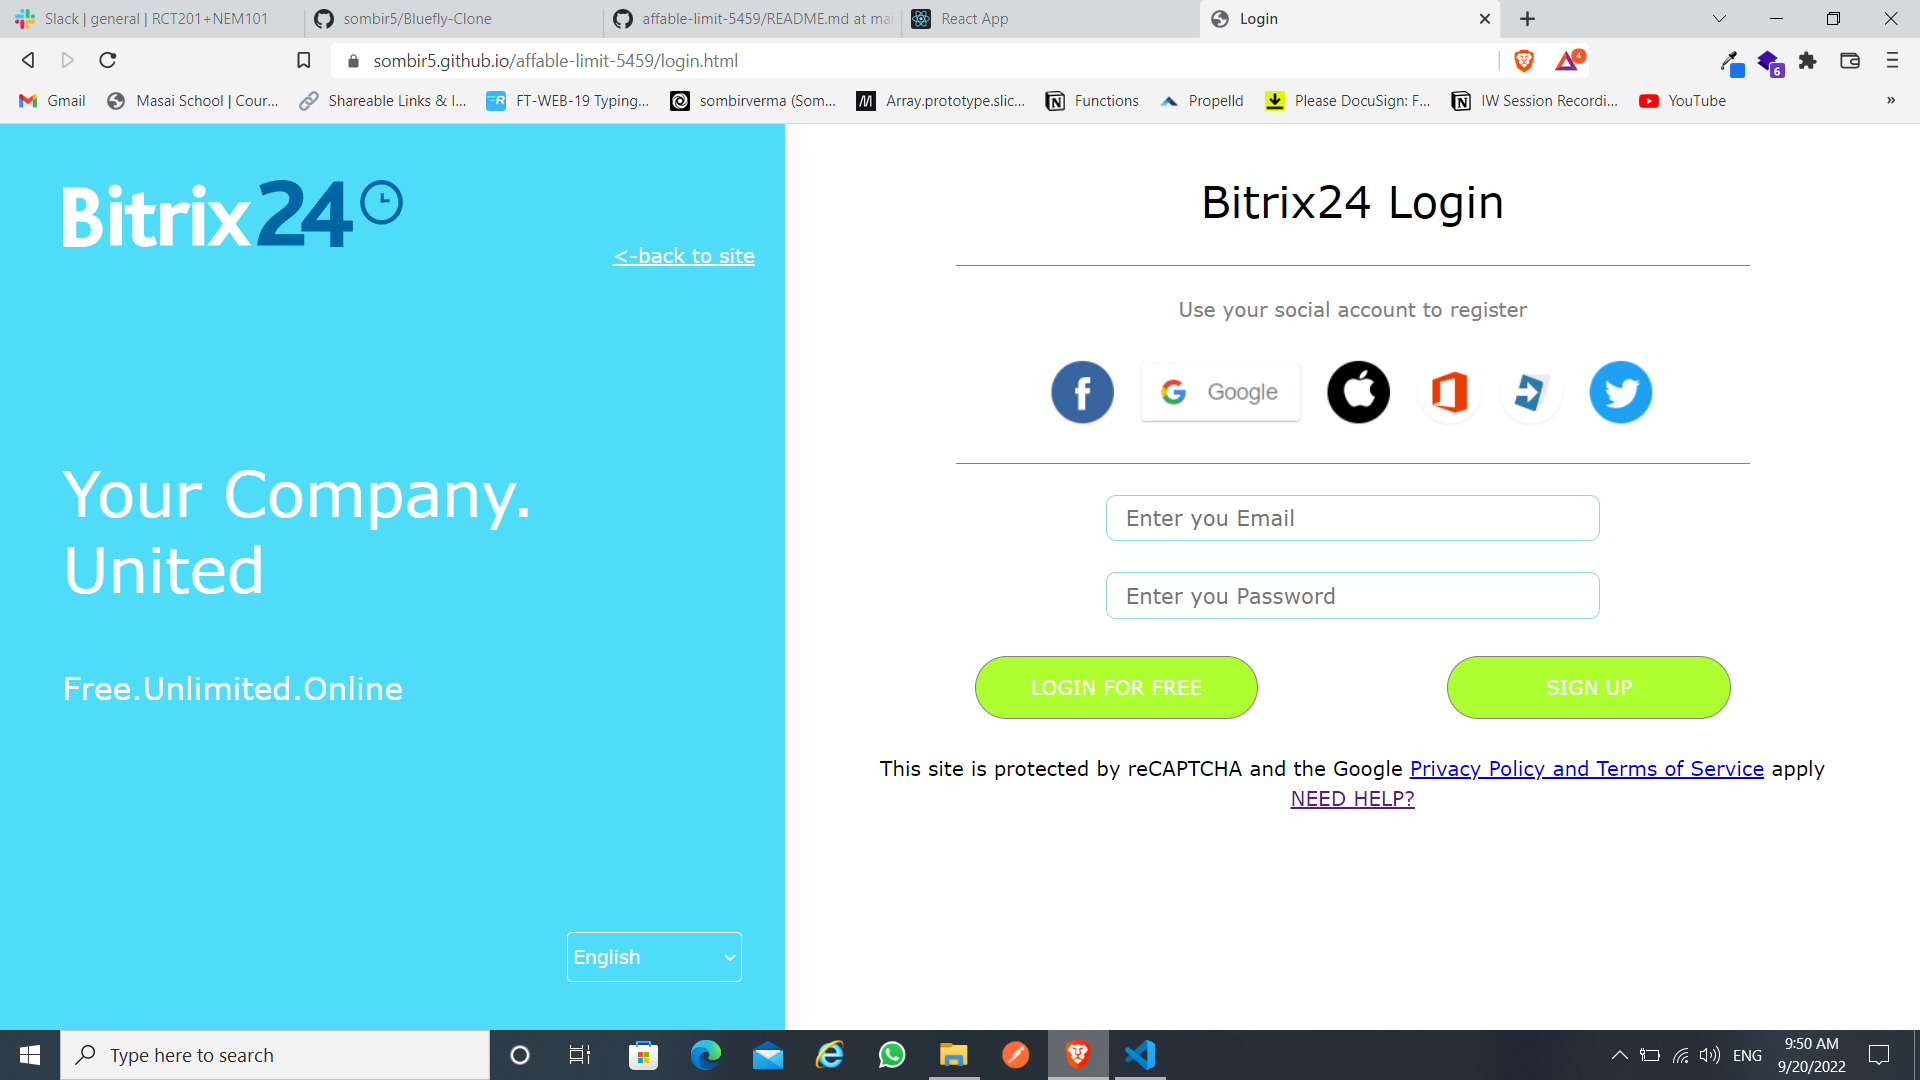 Slack | general | RCT201+NEM101
sombir5/Bluefly-Clone
affable-limit-5459/README.md at mai
React App
Login
sombir5.github.io/affable-limit-5459/login.html
4
6
Gmail
Masai School | Cour...
Shareable Links & I...
FT-WEB-19 Typing...
sombirverma (Som...
Array.prototype.slic...
Functions
Propelld
Please DocuSign: F...
IW Session Recordi...
YouTube
»
Bitrix24
<-back to site
Your Company.
United
Free.Unlimited.Online
English
Bitrix24 Login
Use your social account to register
Google
Enter you Email
Enter you Password
LOGIN FOR FREE
SIGN UP
This site is protected by reCAPTCHA and the Google Privacy Policy and Terms of Service apply
NEED HELP?
Type here to search
ENG
9:50 AM
9/20/2022